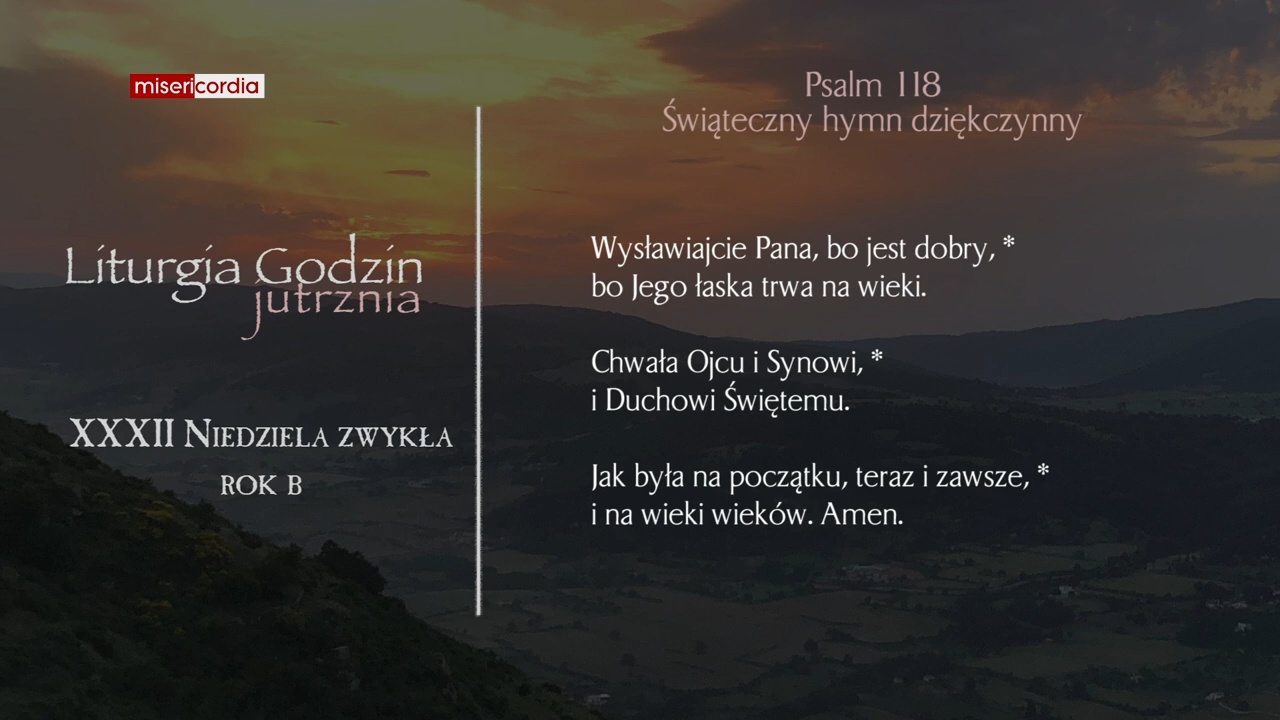 misericordia
Liturgia Godzin
jutrznia
XXXII Niedziela zwykła
rok B
Psalm 118
Świąteczny hymn dziękczynny
Wysławiajcie Pana, bo jest dobry, *
bo Jego łaska trwa na wieki.
Chwała Ojcu i Synowi, *
i Duchowi Świętemu.
Jak była na początku, teraz i zawsze, *
i na wieki wieków. Amen.